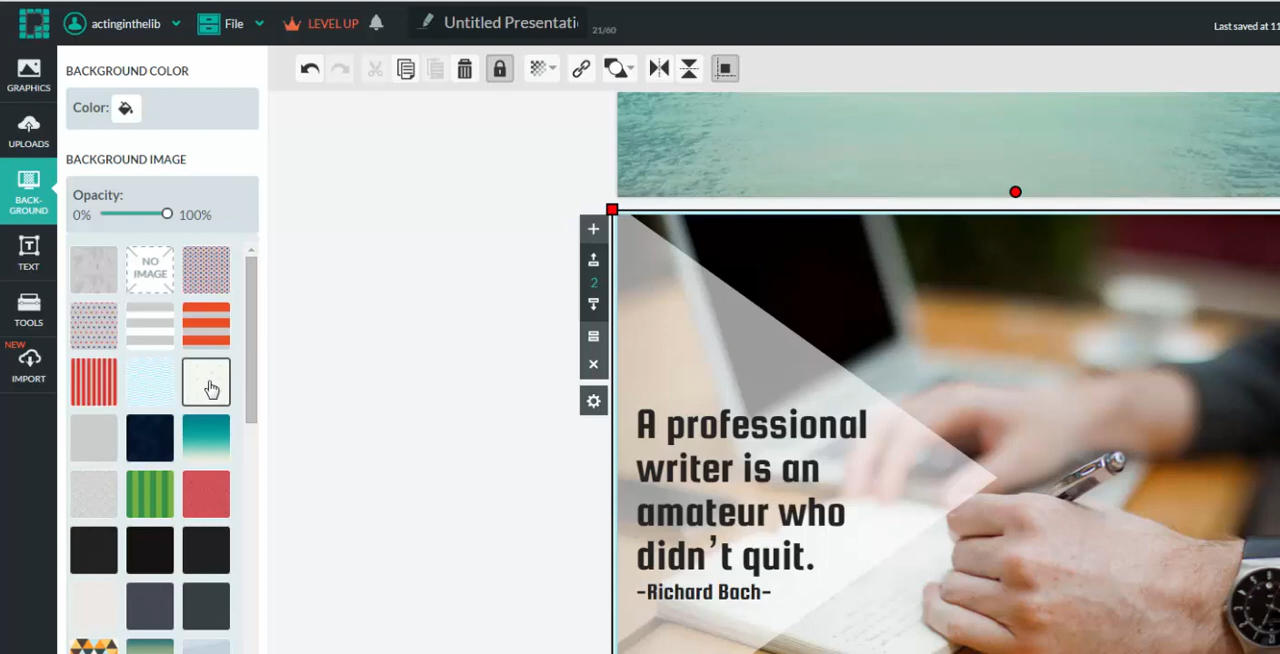 actinginthelib
File
LEVEL UP
Untitled Presentati
21/60
Last saved at 11
GRAPHICS
UPLOADS
BACK-
GROUND
TEXT
TOOLS
NEW
IMPORT
BACKGROUND COLOR
Color:
BACKGROUND IMAGE
Opacity:
0%
100%
NO
IMAGE
2
A professional
writer is an
amateur who
didn't quit.
-Richard Bach-